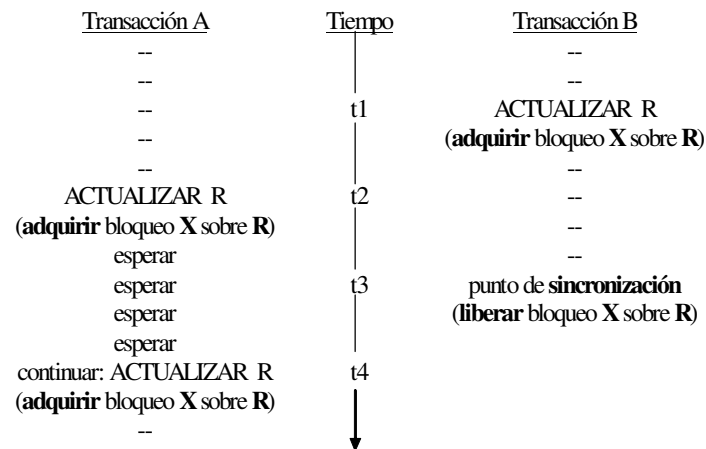 Transacción A Tiempo Transacción B
-- --
-- --
-- t1 ACTUALIZAR R
-- (adquirir bloqueo X sobre R)
-- --
ACTUALIZAR R t2 --
(adquirir bloqueo X sobre R) --
esperar --
esperar t3 punto de sincronización
esperar (liberar bloqueo X sobre R)
esperar
continuar: ACTUALIZAR R t4
(adquirir bloqueo X sobre R)
--